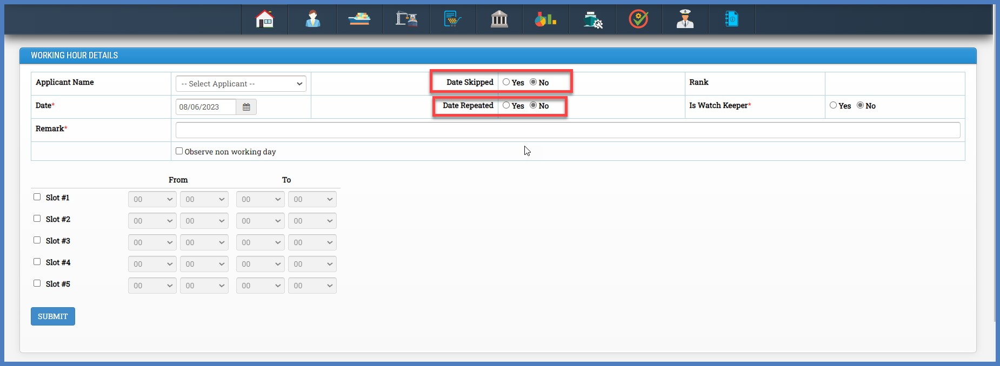 WORKING HOUR DETAILS
Applicant Name -- Select Applicant -- Date Skipped Yes No Rank
Date* 08/06/2023 Date Repeated Yes No Is Watch Keeper* Yes No
Remark*
Observe non working day
From To
Slot #1 00 00 00 00
Slot #2 00 00 00 00
Slot #3 00 00 00 00
Slot #4 00 00 00 00
Slot #5 00 00 00 00
SUBMIT